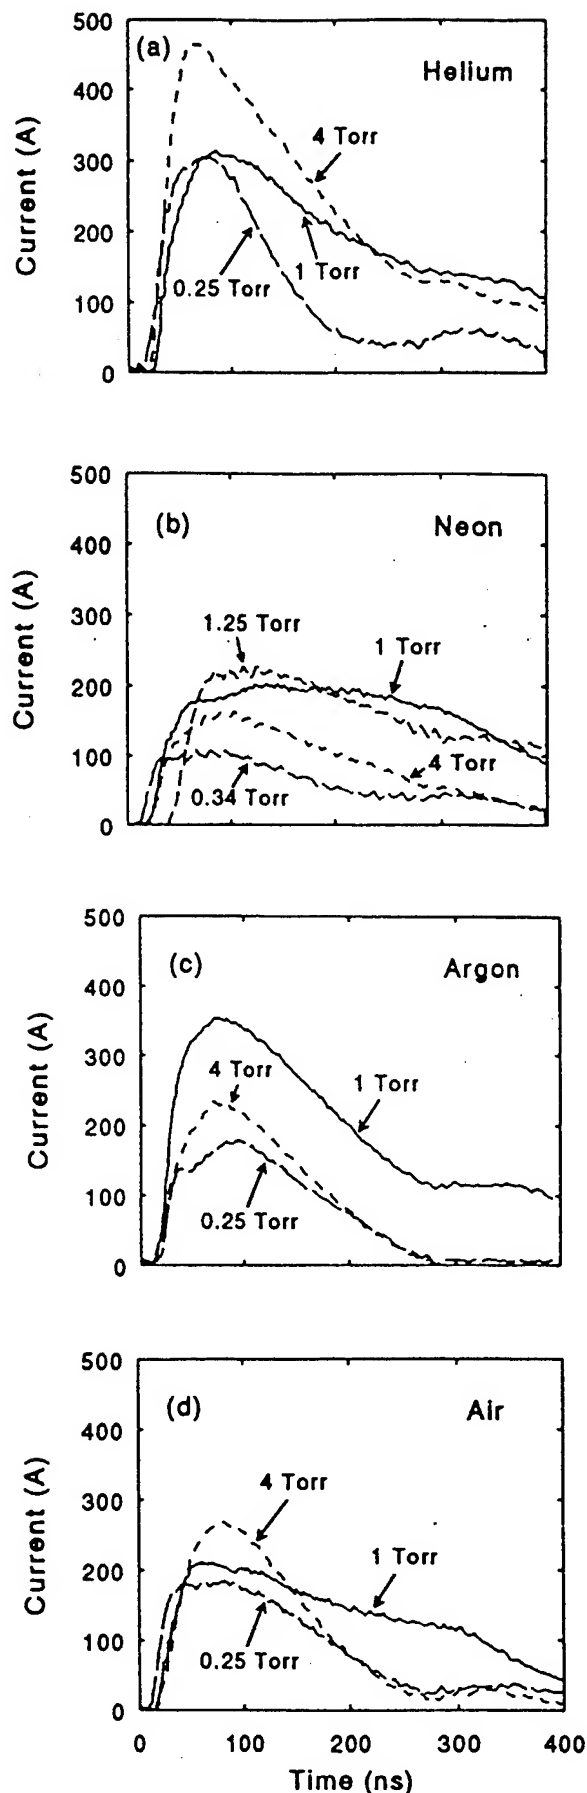 500
(a)
Helium
400
4 Torr
300
200
1 Torr
0.25 Torr
100
0
Current (A)
500
(b)
Neon
400
300
1.25 Torr
1 Torr
200
100
4 Torr
0.34 Torr
0
Current (A)
500
(c)
Argon
400
300
4 Torr
1 Torr
200
100
0.25 Torr
0
Current (A)
500
(d)
Air
400
4 Torr
300
1 Torr
200
0.25 Torr
100
0
Current (A)
0 100 200 300 400
Time (ns)